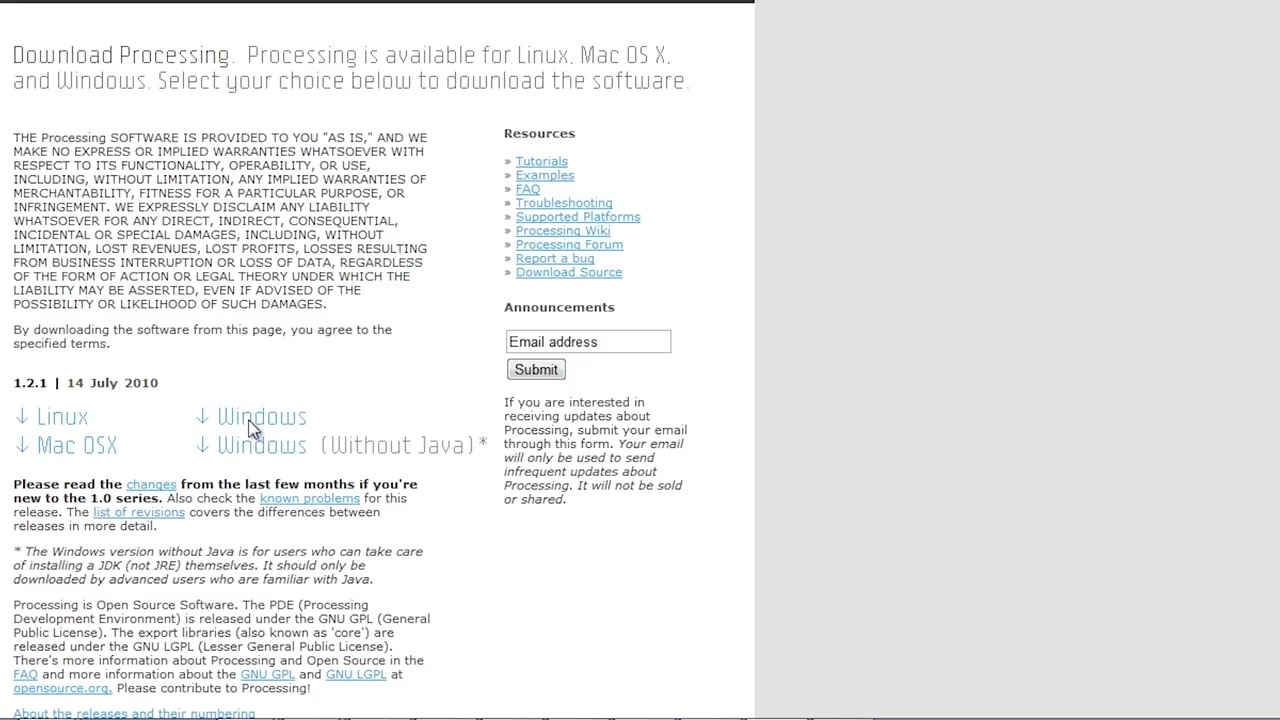 Download Processing. Processing is available for Linux, Mac OS X,
and Windows. Select your choice below to download the software.
THE Processing SOFTWARE IS PROVIDED TO YOU "AS IS," AND WE
MAKE NO EXPRESS OR IMPLIED WARRANTIES WHATSOEVER WITH
RESPECT TO ITS FUNCTIONALITY, OPERABILITY, OR USE,
INCLUDING, WITHOUT LIMITATION, ANY IMPLIED WARRANTIES OF
MERCHANTABILITY, FITNESS FOR A PARTICULAR PURPOSE, OR
INFRINGEMENT. WE EXPRESSLY DISCLAIM ANY LIABILITY
WHATSOEVER FOR ANY DIRECT, INDIRECT, CONSEQUENTIAL,
INCIDENTAL OR SPECIAL DAMAGES, INCLUDING, WITHOUT
LIMITATION, LOST REVENUES, LOST PROFITS, LOSSES RESULTING
FROM BUSINESS INTERRUPTION OR LOSS OF DATA, REGARDLESS
OF THE FORM OF ACTION OR LEGAL THEORY UNDER WHICH THE
LIABILITY MAY BE ASSERTED, EVEN IF ADVISED OF THE
POSSIBILITY OR LIKELIHOOD OF SUCH DAMAGES.
By downloading the software from this page, you agree to the
specified terms.
1.2.1 | 14 July 2010
↓ Linux
↓ Windows
↓ Mac OSX
↓ Windows (Without Java)*
Please read the changes from the last few months if you're
new to the 1.0 series. Also check the known problems for this
release. The list of revisions covers the differences between
releases in more detail.
* The Windows version without Java is for users who can take care
of installing a JDK (not JRE) themselves. It should only be
downloaded by advanced users who are familiar with Java.
Processing is Open Source Software. The PDE (Processing
Development Environment) is released under the GNU GPL (General
Public License). The export libraries (also known as 'core') are
released under the GNU LGPL (Lesser General Public License).
There's more information about Processing and Open Source in the
FAQ and more information about the GNU GPL and GNU LGPL at
opensource.org. Please contribute to Processing!
About the releases and their numbering
Resources
» Tutorials
» Examples
» FAQ
» Troubleshooting
» Supported Platforms
» Processing Wiki
» Processing Forum
» Report a bug
» Download Source
Announcements
Email address
Submit
If you are interested in
receiving updates about
Processing, submit your email
through this form. Your email
will only be used to send
infrequent updates about
Processing. It will not be sold
or shared.